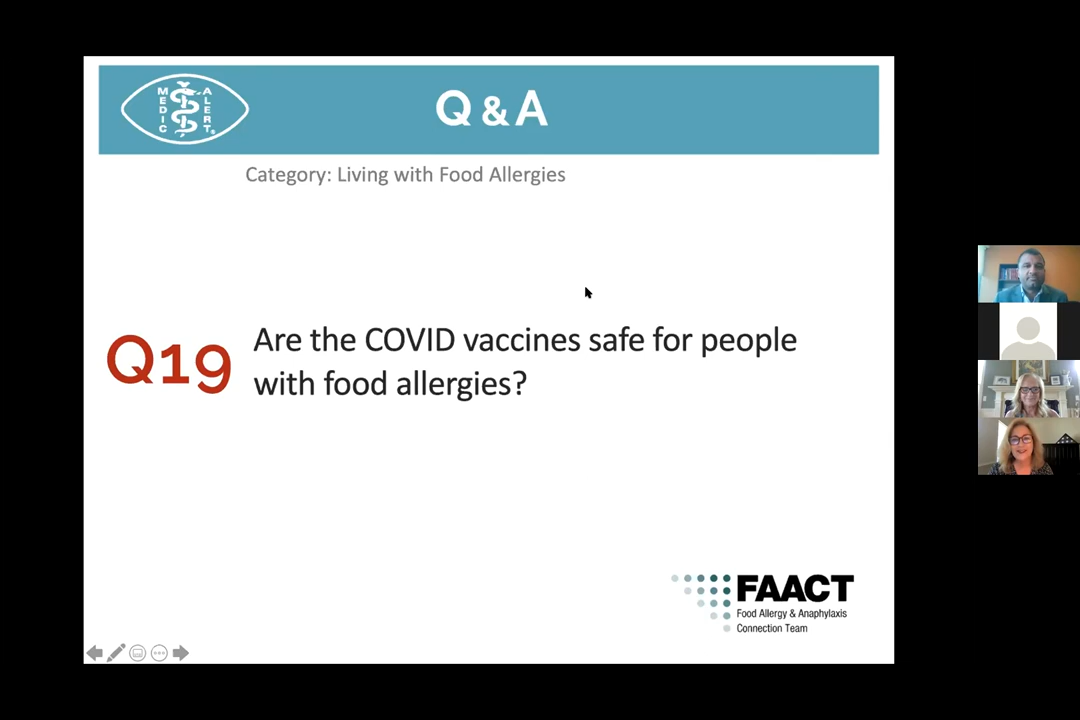 MEDIC ALERT®
Q & A
Category: Living with Food Allergies
Q19
Are the COVID vaccines safe for people
with food allergies?
FAACT
Food Allergy & Anaphylaxis
Connection Team